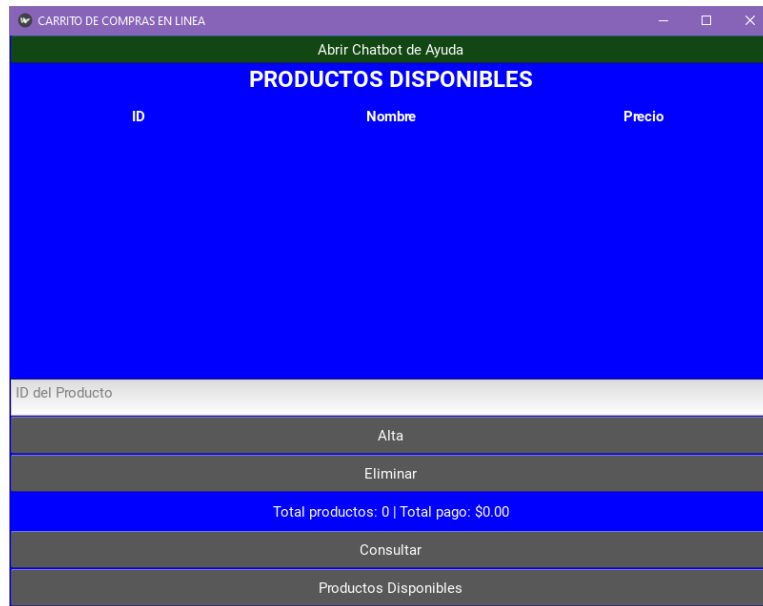 CARRITO DE COMPRAS EN LINEA
Abrir Chatbot de Ayuda
PRODUCTOS DISPONIBLES
ID Nombre Precio
ID del Producto
Alta
Eliminar
Total productos: 0 | Total pago: $0.00
Consultar
Productos Disponibles